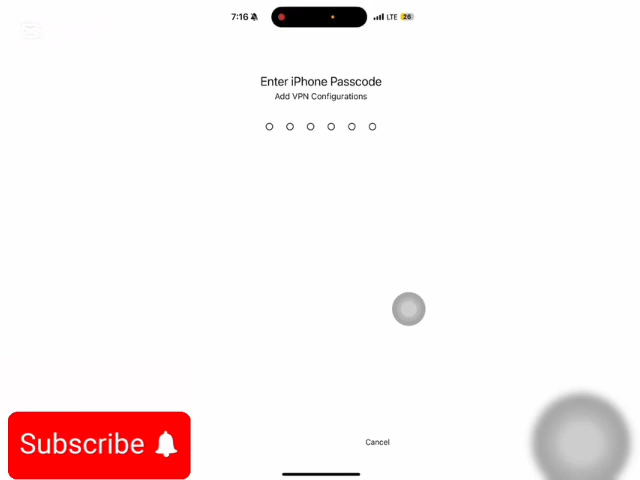 7:16
LTE
26
Enter iPhone Passcode
Add VPN Configurations
Cancel
Subscribe